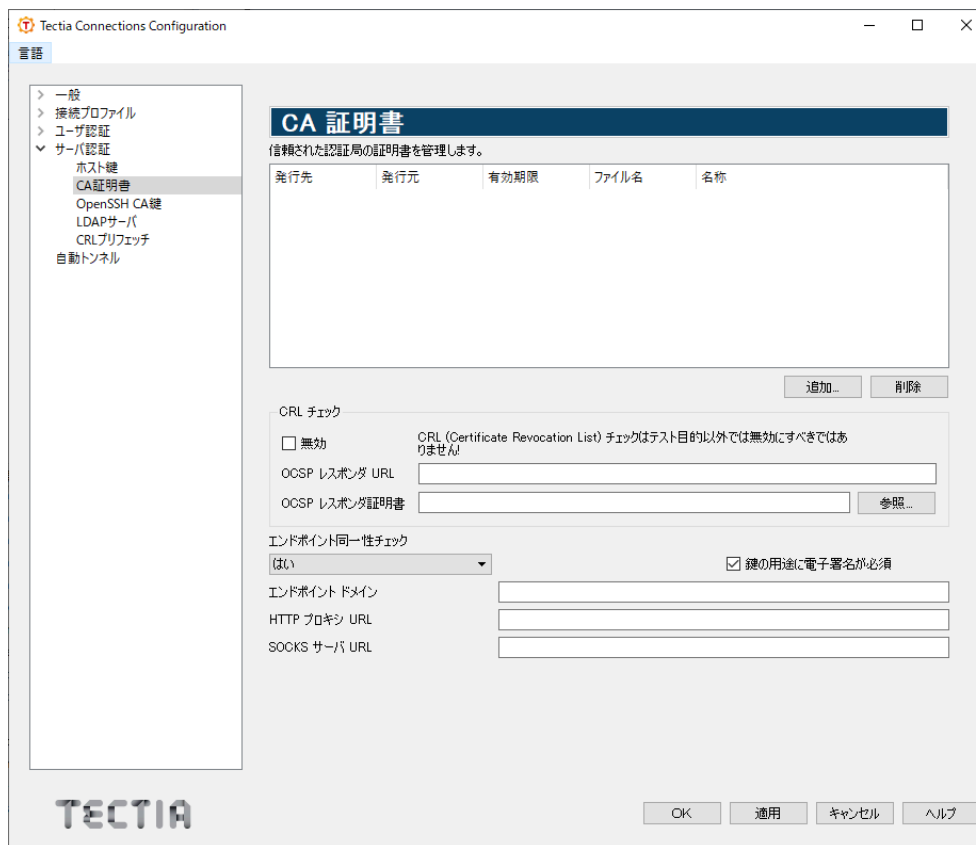 Tectia Connections Configuration
言語
一般
接続プロファイル
ユーザ認証
サーバ認証
ホスト鍵
CA証明書
OpenSSH CA鍵
LDAPサーバ
CRLプリフェッチ
自動トンネル
CA 証明書
信頼された認証局の証明書を管理します。
発行先 発行元 有効期限 ファイル名 名称
追加... 削除
CRL チェック
無効
CRL (Certificate Revocation List) チェックはテスト目的以外では無効にすべきではあ
りません!
OCSP レスポンダ URL
OCSP レスポンダ証明書 参照...
エンドポイント同一性チェック
はい 鍵の用途に電子署名が必須
エンドポイント ドメイン
HTTP プロキシ URL
SOCKS サーバ URL
TECTIA
OK 適用 キャンセル ヘルプ